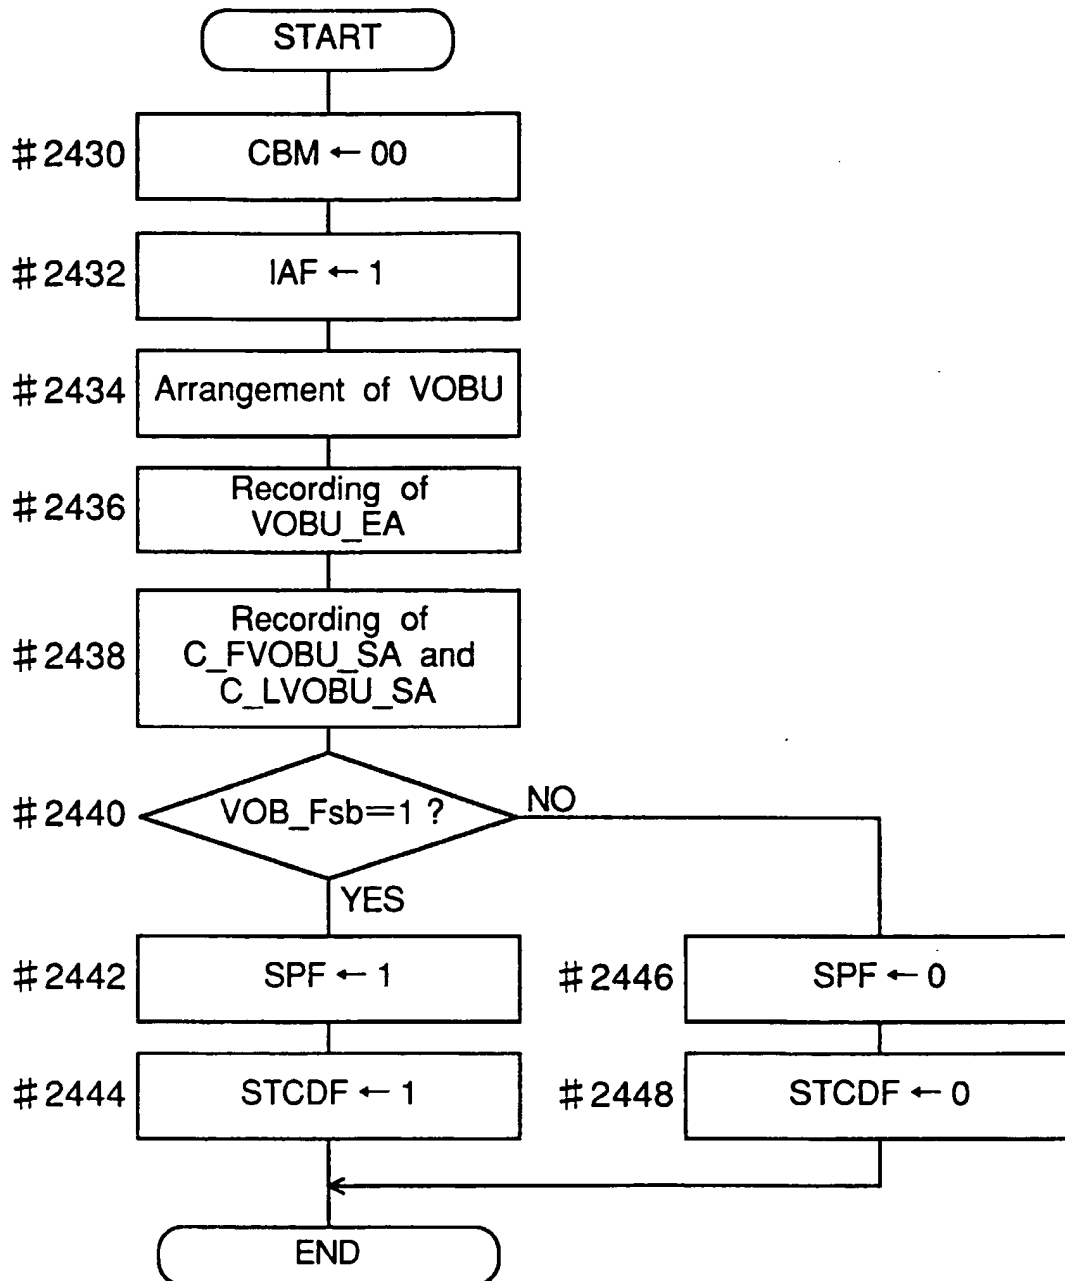 START
#2430 CBM ← 00
#2432 IAF ← 1
#2434 Arrangement of VOBU
#2436 Recording of
VOBU_EA
#2438 Recording of
C_FVOBU_SA and
C_LVOBU_SA
#2440 VOB_Fsb=1 ? NO
YES
#2442 SPF ← 1 #2446 SPF ← 0
#2444 STCDF ← 1 #2448 STCDF ← 0
END